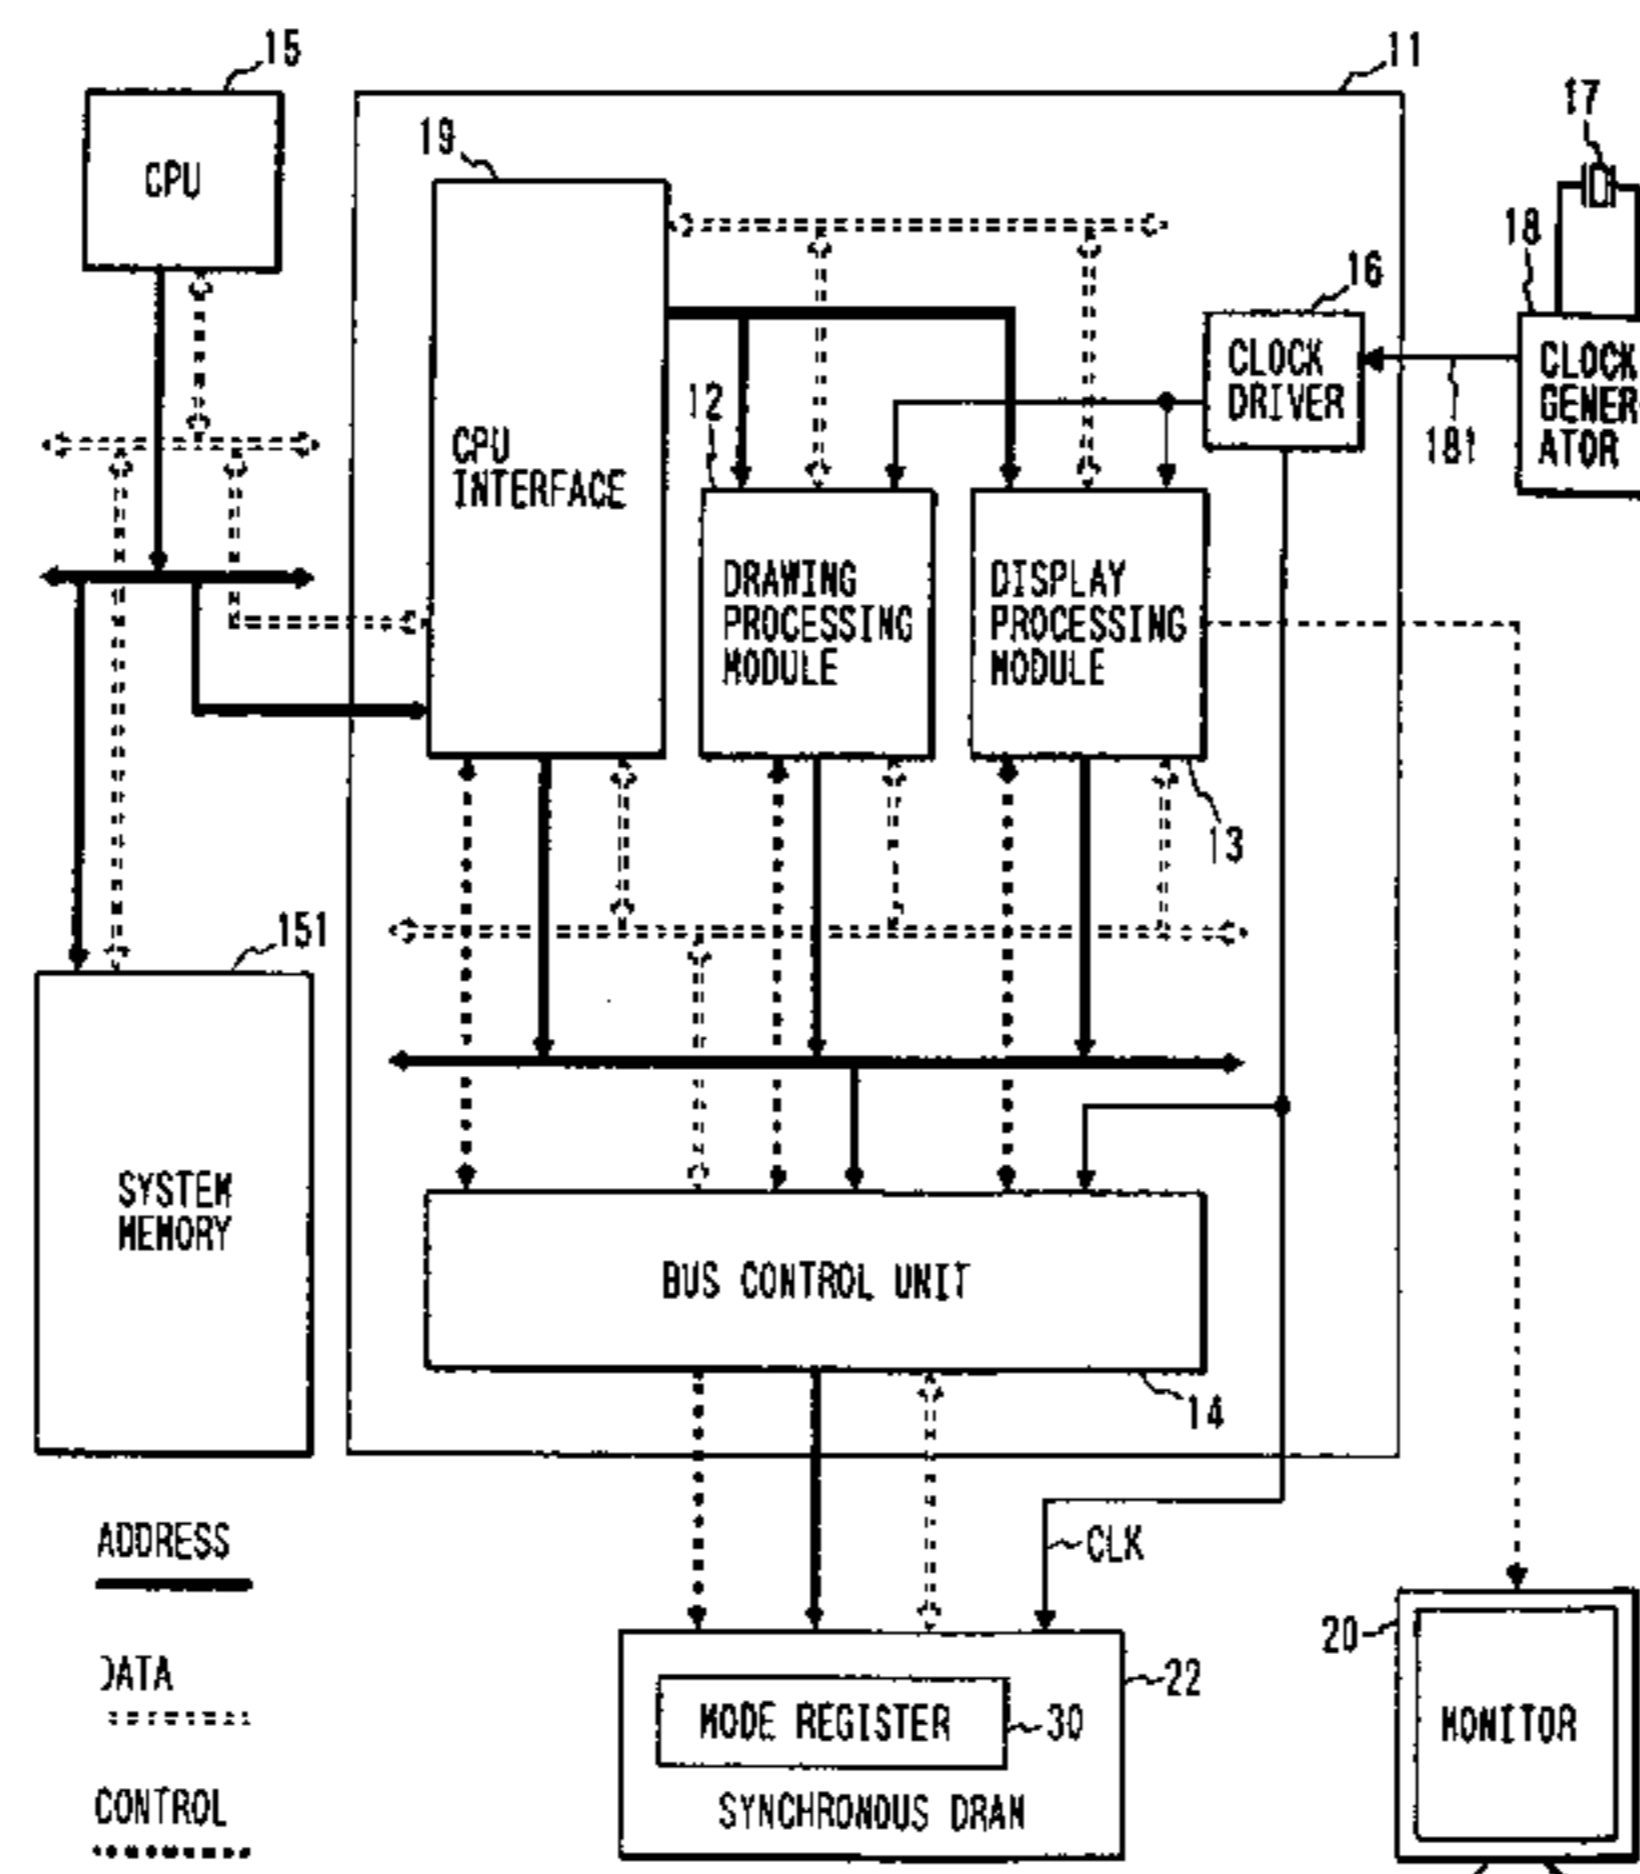 15
11
17
19
CPU
18
16
CLOCK
DRIVER
CLOCK
GENER-
ATOR
12
181
CPU
INTERFACE
DRAWING
PROCESSING
MODULE
DISPLAY
PROCESSING
MODULE
13
151
SYSTEM
MEMORY
BUS CONTROL UNIT
14
ADDRESS
CLK
20
DATA
22
MODE REGISTER
30
MONITOR
CONTROL
SYNCHRONOUS DRAM